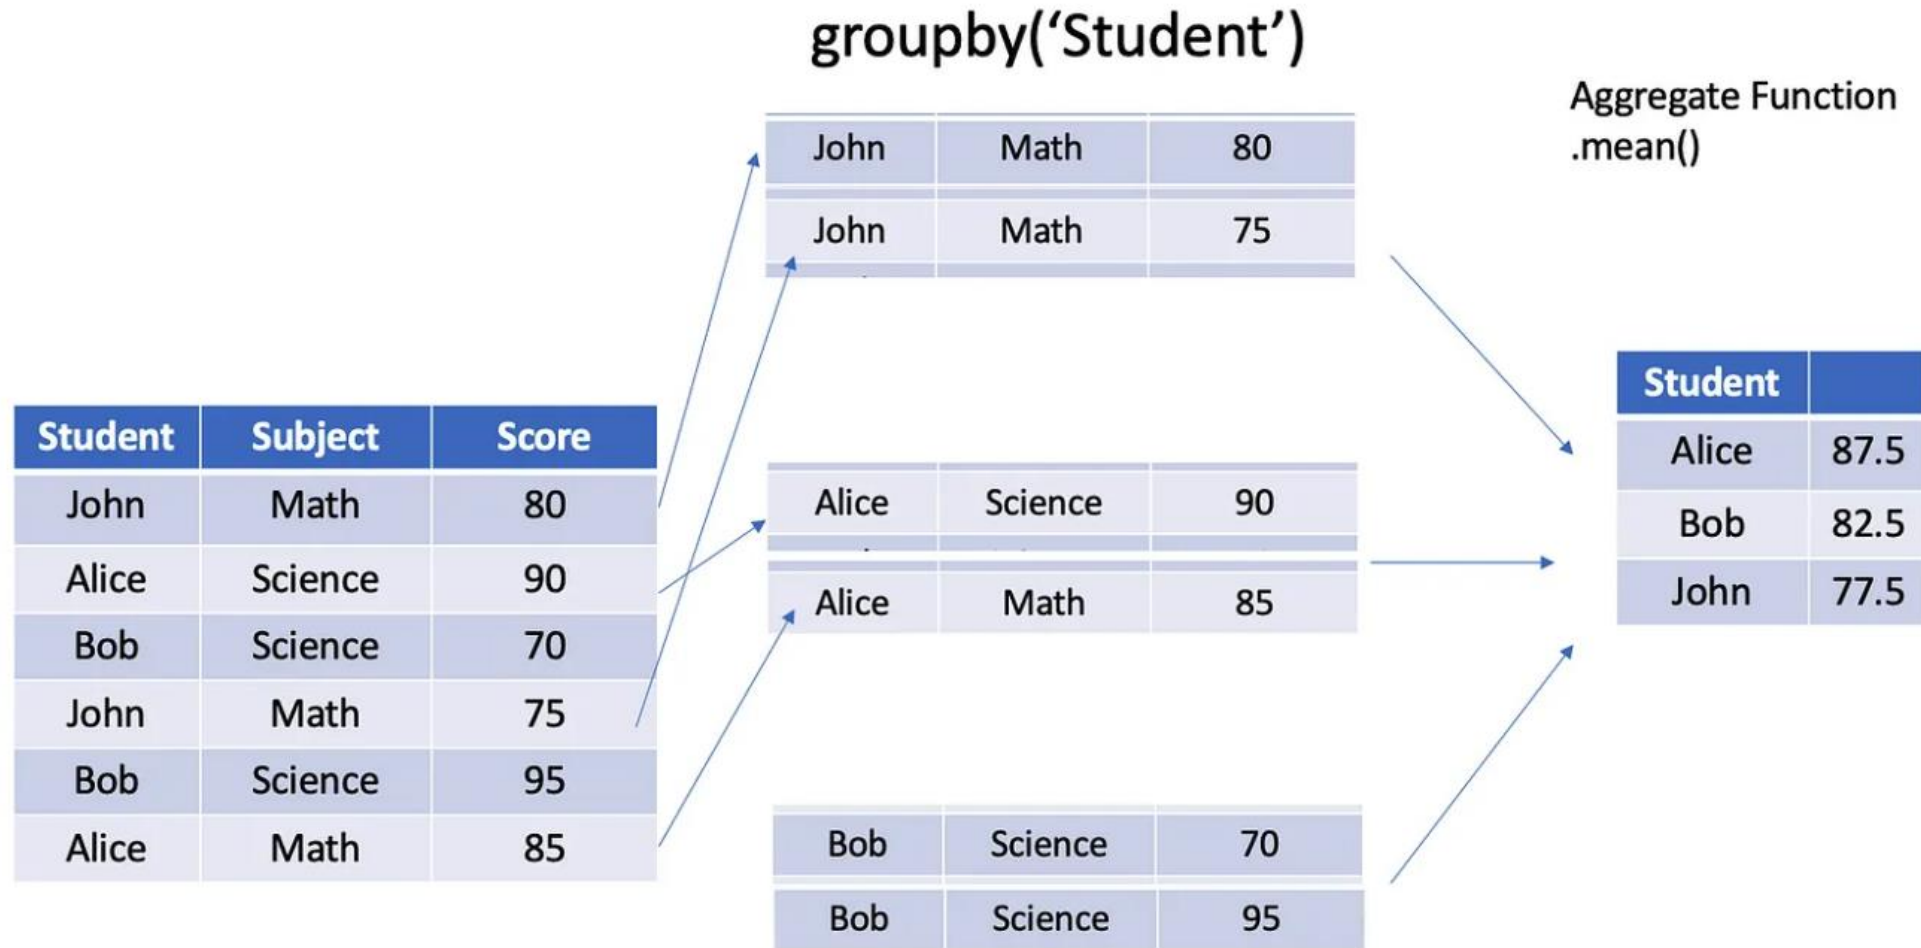 groupby(‘Student’)
Aggregate Function
.mean()
John Math 80
John Math 75
Student Subject Score
John Math 80
Alice Science 90
Bob Science 70
John Math 75
Bob Science 95
Alice Math 85
Alice Science 90
Alice Math 85
Bob Science 70
Bob Science 95
Student
Alice 87.5
Bob 82.5
John 77.5